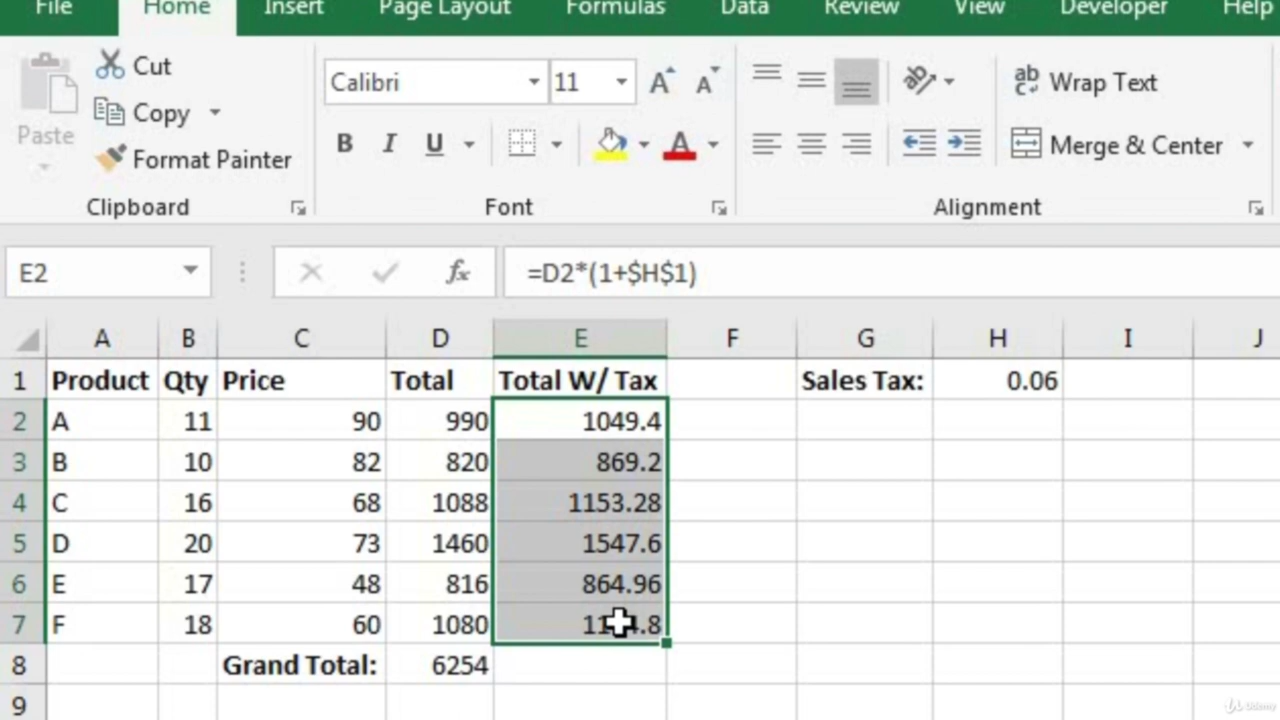 File Home Insert Page Layout Formulas Data Review View Developer Help
Cut
Copy
Paste
Format Painter
Clipboard
Calibri 11 A A
B I U A
Font
ab Wrap Text
Merge & Center
Alignment
E2 fx =D2*(1+$H$1)
A B C D E F G H I J
1 Product Qty Price Total Total W/ Tax Sales Tax: 0.06
2 A 11 90 990 1049.4
3 B 10 82 820 869.2
4 C 16 68 1088 1153.28
5 D 20 73 1460 1547.6
6 E 17 48 816 864.96
7 F 18 60 1080
8 Grand Total: 6254
9
Udemy